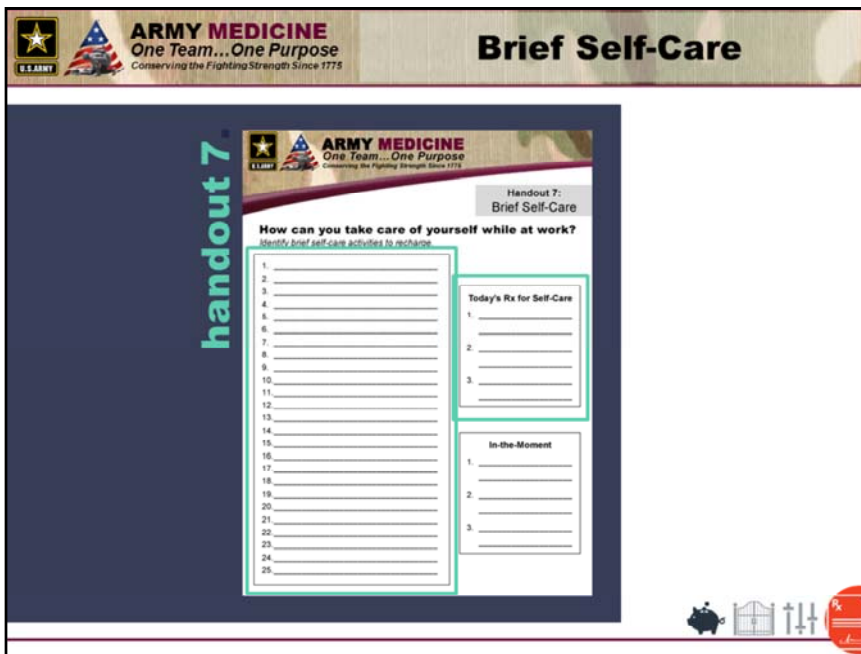 ARMY MEDICINE
One Team...One Purpose
Conserving the Fighting Strength Since 1775
U.S.ARMY
Brief Self-Care
handout 7.
ARMY MEDICINE
One Team...One Purpose
Conserving the Fighting Strength Since 1775
U.S.ARMY
Handout 7:
Brief Self-Care
How can you take care of yourself while at work?
Identify brief self-care activities to recharge.
1.
2.
3.
4.
5.
6.
7.
8.
9.
10.
11.
12.
13.
14.
15.
16.
17.
18.
19.
20.
21.
22.
23.
24.
25.
Today's Rx for Self-Care
1.
2.
3.
In-the-Moment
1.
2.
3.
Rx